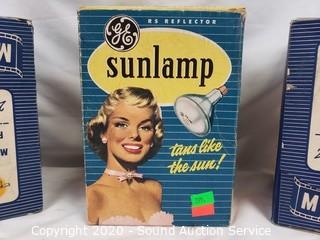 GE
RS REFLECTOR
sunlamp
tans like
the sun!
M
M
Copyright 2020 - Sound Auction Service